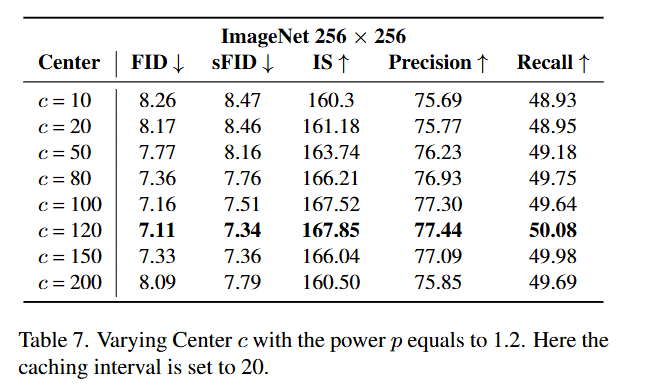 ImageNet 256 × 256
Center FID ↓ sFID ↓ IS ↑ Precision ↑ Recall ↑
c = 10 8.26 8.47 160.3 75.69 48.93
c = 20 8.17 8.46 161.18 75.77 48.95
c = 50 7.77 8.16 163.74 76.23 49.18
c = 80 7.36 7.76 166.21 76.93 49.75
c = 100 7.16 7.51 167.52 77.30 49.64
c = 120 7.11 7.34 167.85 77.44 50.08
c = 150 7.33 7.36 166.04 77.09 49.98
c = 200 8.09 7.79 160.50 75.85 49.69
Table 7. Varying Center c with the power p equals to 1.2. Here the
caching interval is set to 20.